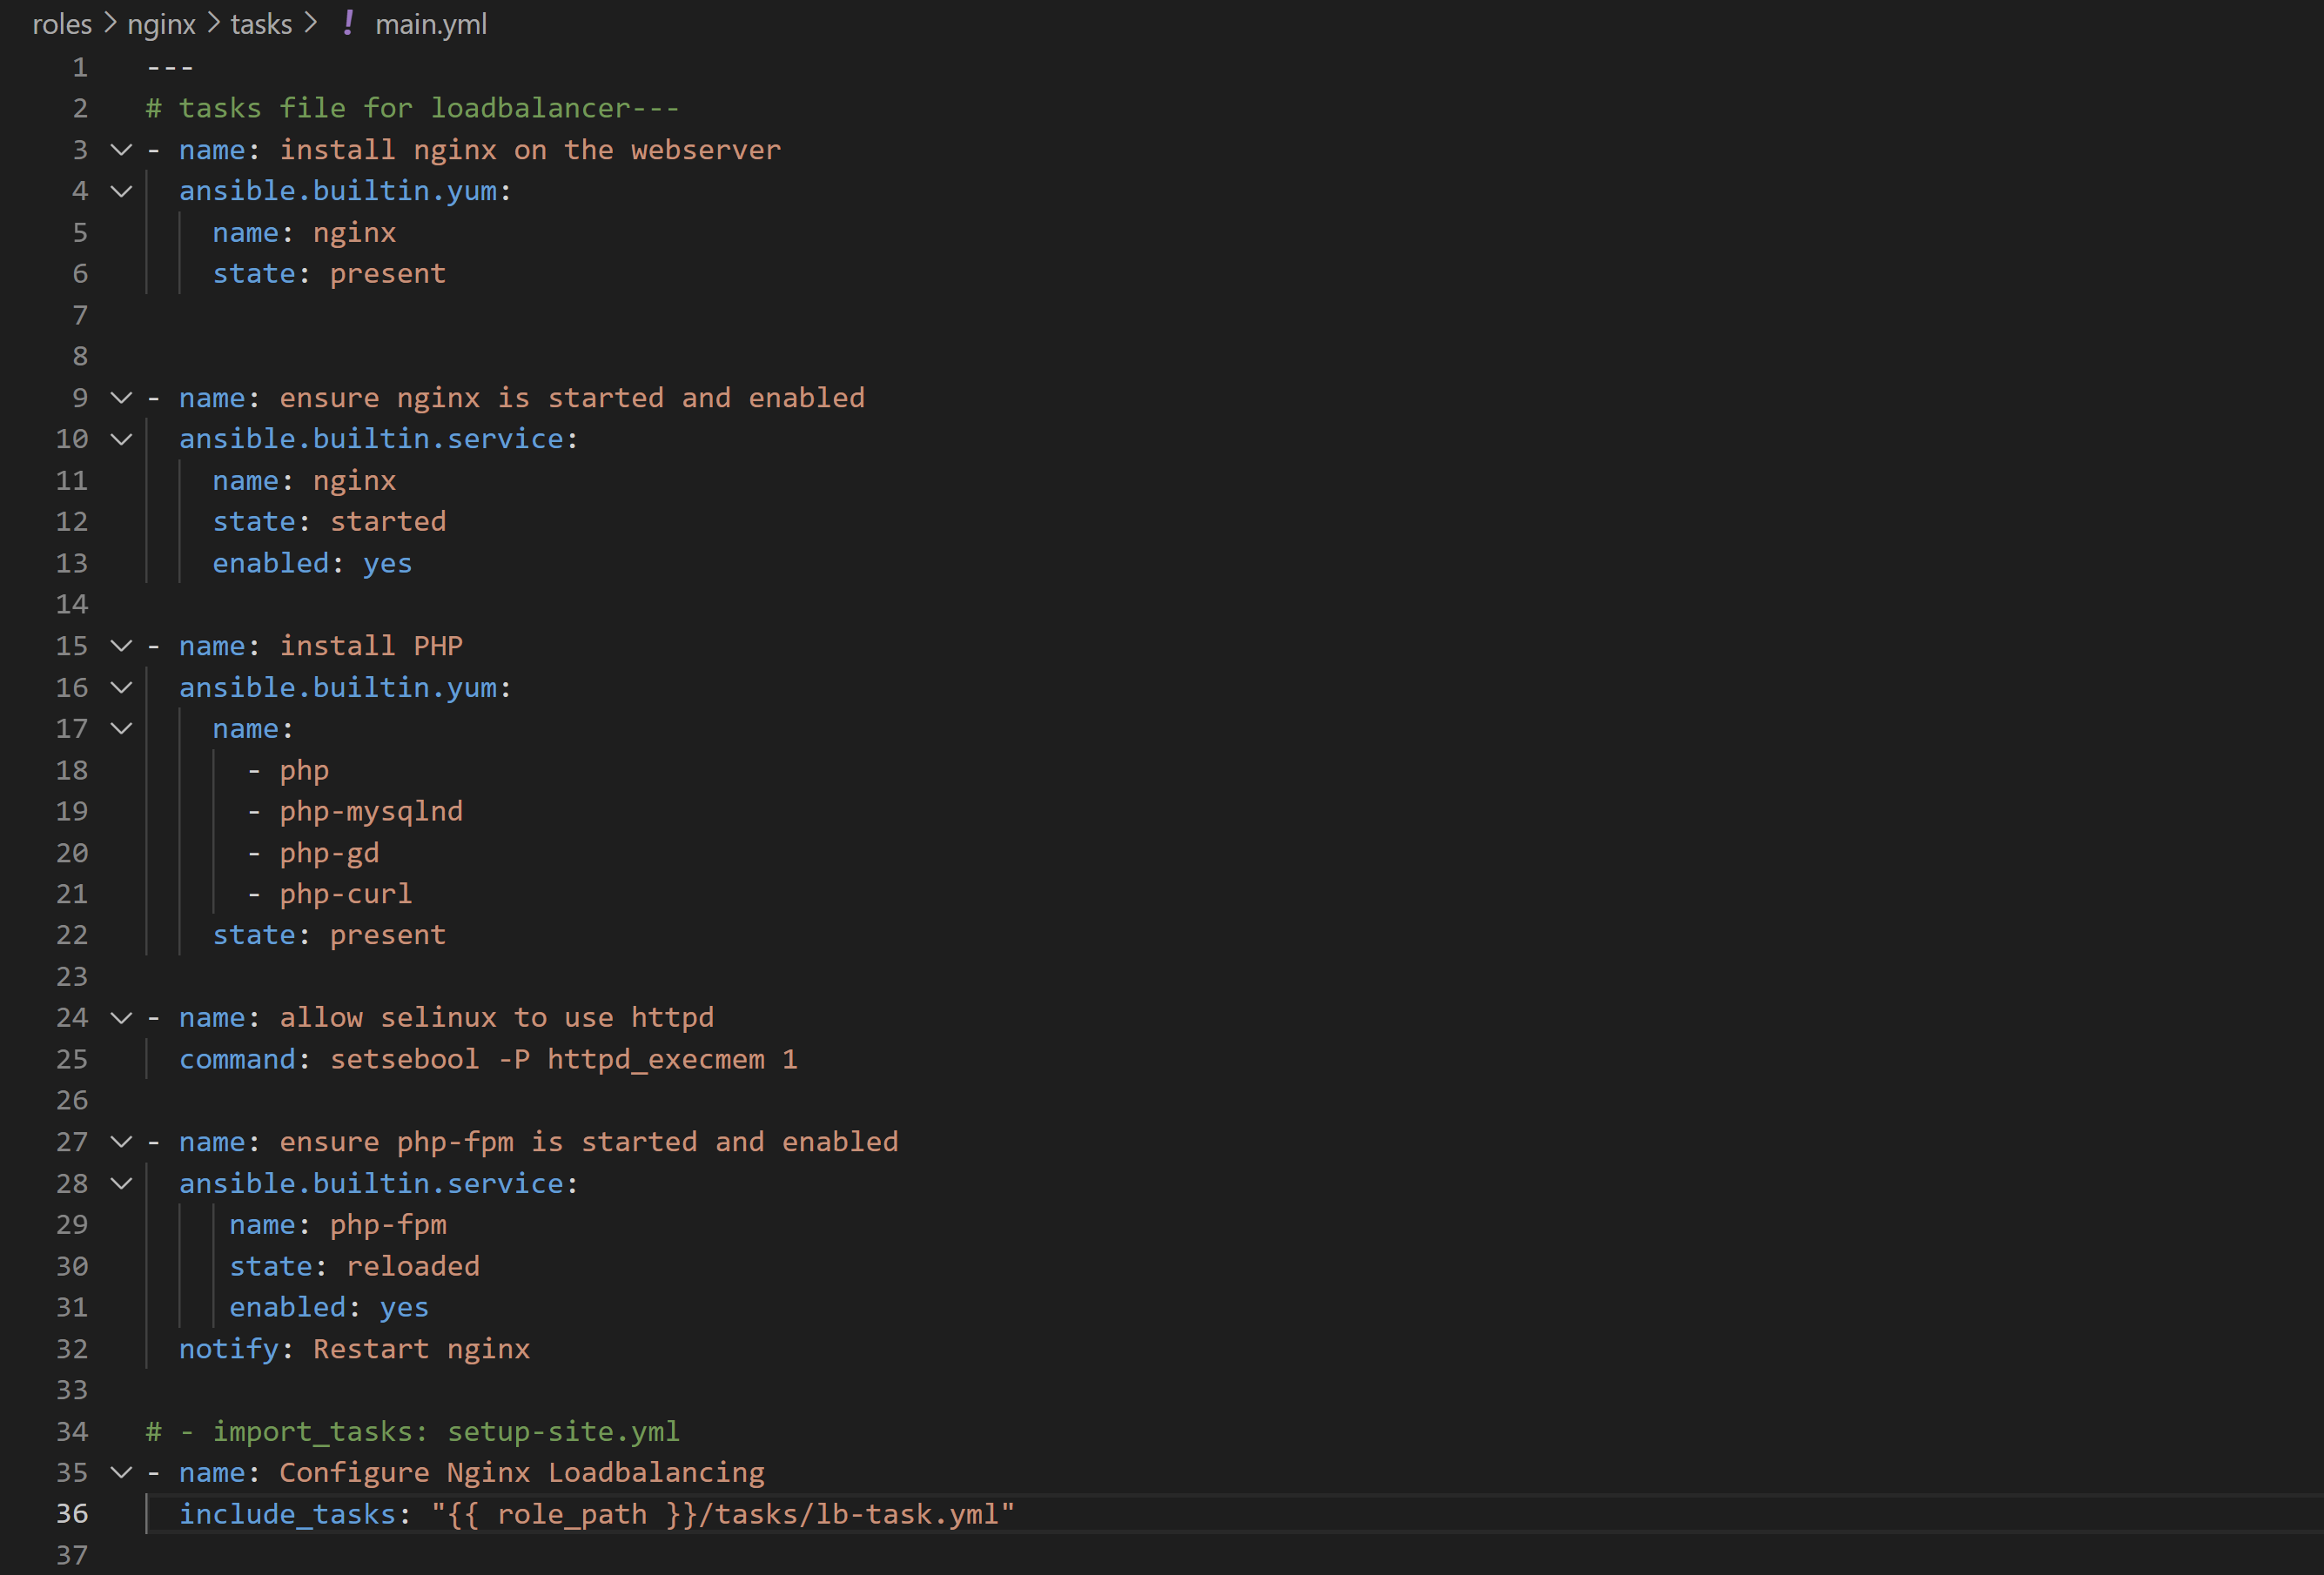 roles > nginx > tasks > ! main.yml
1 ---
2 # tasks file for loadbalancer---
3 - name: install nginx on the webserver
4   ansible.builtin.yum:
5     name: nginx
6     state: present
7
8
9 - name: ensure nginx is started and enabled
10   ansible.builtin.service:
11     name: nginx
12     state: started
13     enabled: yes
14
15 - name: install PHP
16   ansible.builtin.yum:
17     name:
18       - php
19       - php-mysqlnd
20       - php-gd
21       - php-curl
22     state: present
23
24 - name: allow selinux to use httpd
25   command: setsebool -P httpd_execmem 1
26
27 - name: ensure php-fpm is started and enabled
28   ansible.builtin.service:
29      name: php-fpm
30      state: reloaded
31      enabled: yes
32   notify: Restart nginx
33
34 # - import_tasks: setup-site.yml
35 - name: Configure Nginx Loadbalancing
36   include_tasks: "{{ role_path }}/tasks/lb-task.yml"
37